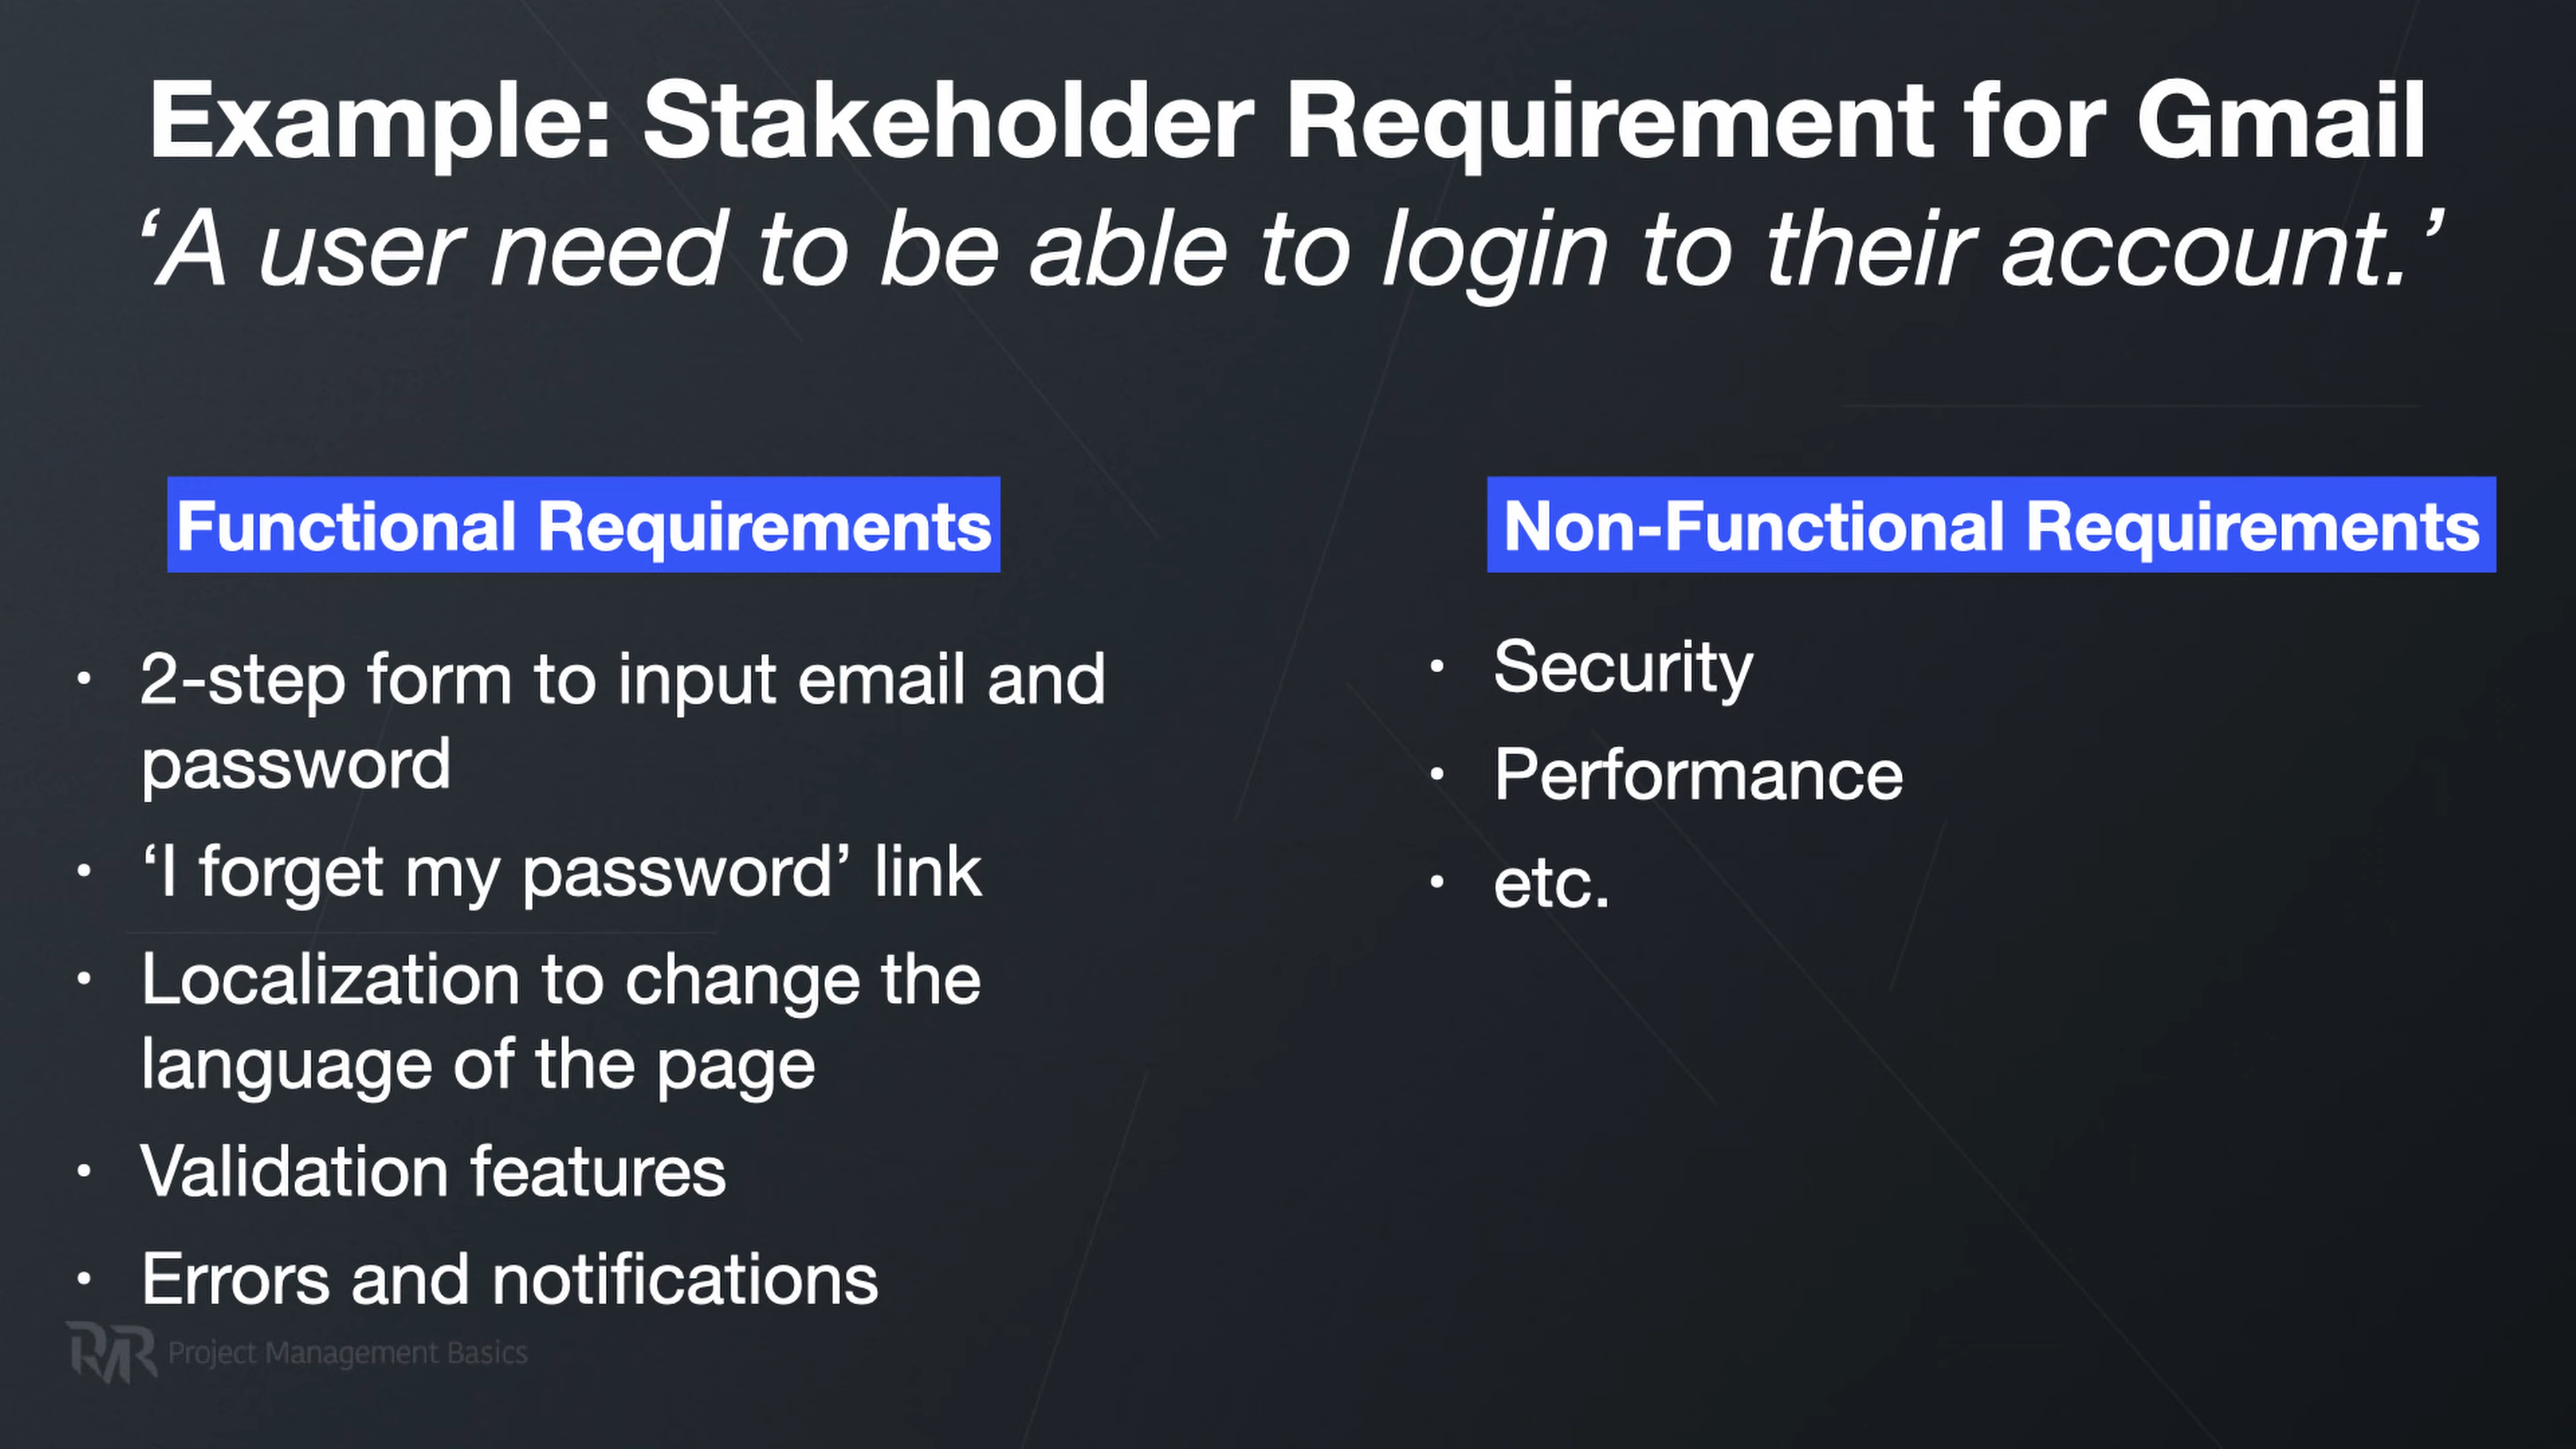 Example: Stakeholder Requirement for Gmail
‘A user need to be able to login to their account.’
Functional Requirements
• 2-step form to input email and
password
• ‘I forget my password’ link
• Localization to change the
language of the page
• Validation features
• Errors and notifications
Non-Functional Requirements
• Security
• Performance
• etc.
Project Management Basics